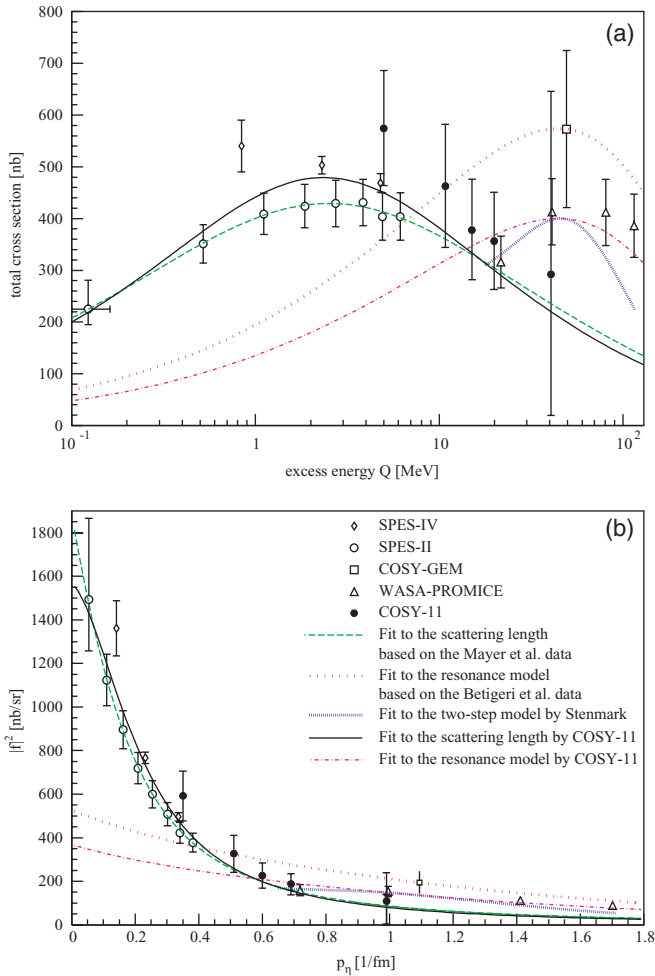 (a)
800
700
600
500
400
300
200
100
0
total cross section [nb]
10⁻¹ 1 10 10²
excess energy Q [MeV]
(b)
1800
1600
1400
1200
1000
800
600
400
200
0
|f|² [nb/sr]
SPES-IV
SPES-II
COSY-GEM
WASA-PROMICE
COSY-11
Fit to the scattering length
based on the Mayer et al. data
Fit to the resonance model
based on the Betigeri et al. data
Fit to the two-step model by Stenmark
Fit to the scattering length by COSY-11
Fit to the resonance model by COSY-11
0 0.2 0.4 0.6 0.8 1 1.2 1.4 1.6 1.8
pη [1/fm]